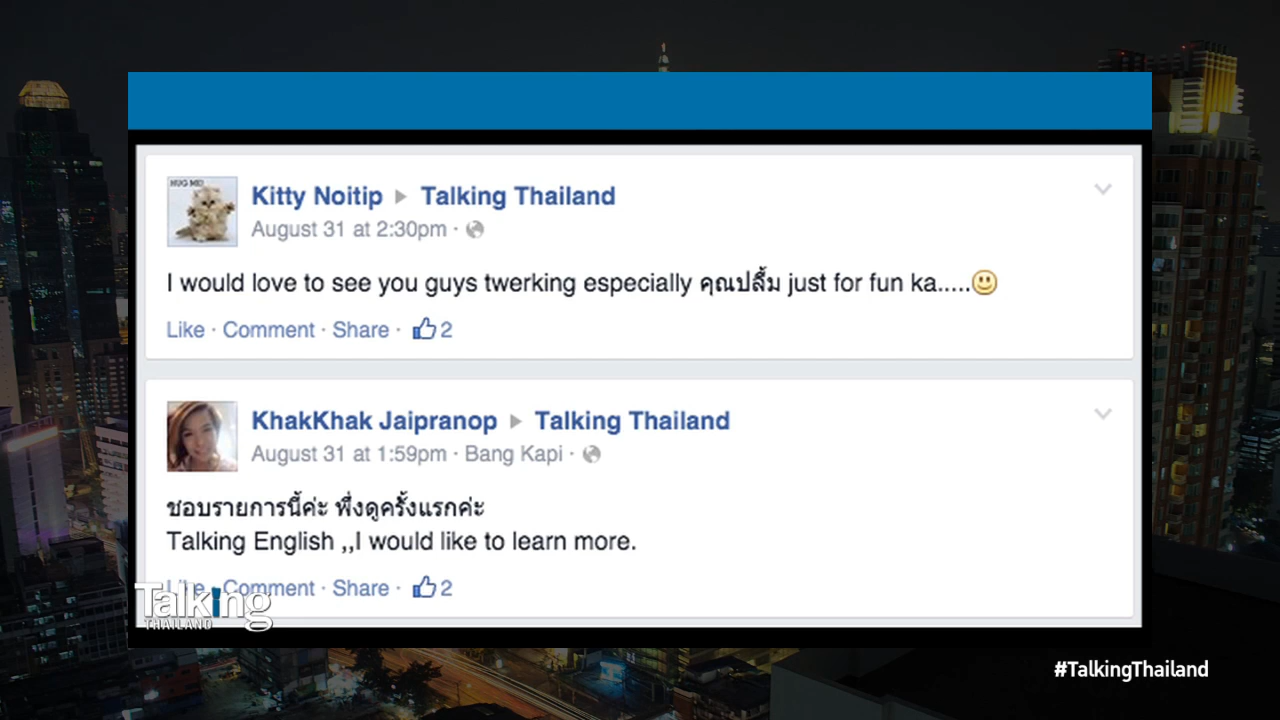 HUG ME!
Kitty Noitip ▶ Talking Thailand
August 31 at 2:30pm ·
I would love to see you guys twerking especially คุณปลื้ม just for fun ka.....🙂
Like · Comment · Share · 2
KhakKhak Jaipranop ▶ Talking Thailand
August 31 at 1:59pm · Bang Kapi ·
ชอบรายการนี้ค่ะ พึ่งดูครั้งแรกค่ะ
Talking English ,,I would like to learn more.
Like · Comment · Share · 2
Talking
THAILAND
#TalkingThailand